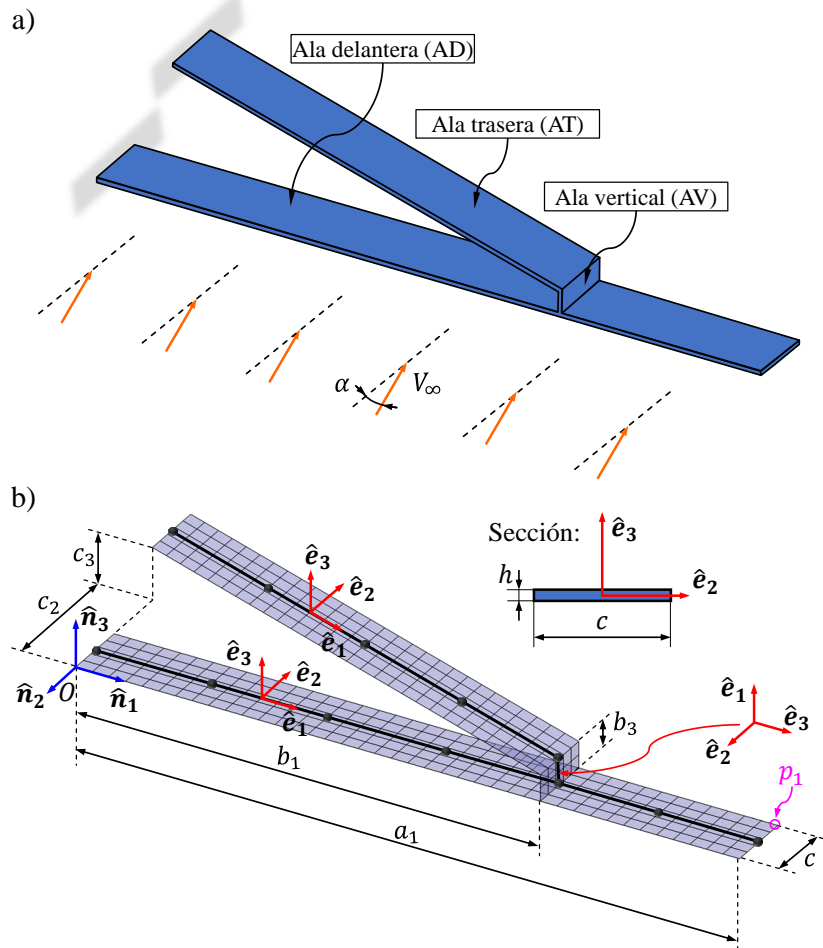 a)
Ala delantera (AD)
Ala trasera (AT)
Ala vertical (AV)
α
V∞
b)
Sección:
ê₃
h
ê₂
c
c₃
c₂
n̂₃
n̂₂
O
n̂₁
ê₃
ê₂
ê₁
ê₃
ê₂
ê₁
b₃
ê₁
ê₃
ê₂
b₁
a₁
p₁
c